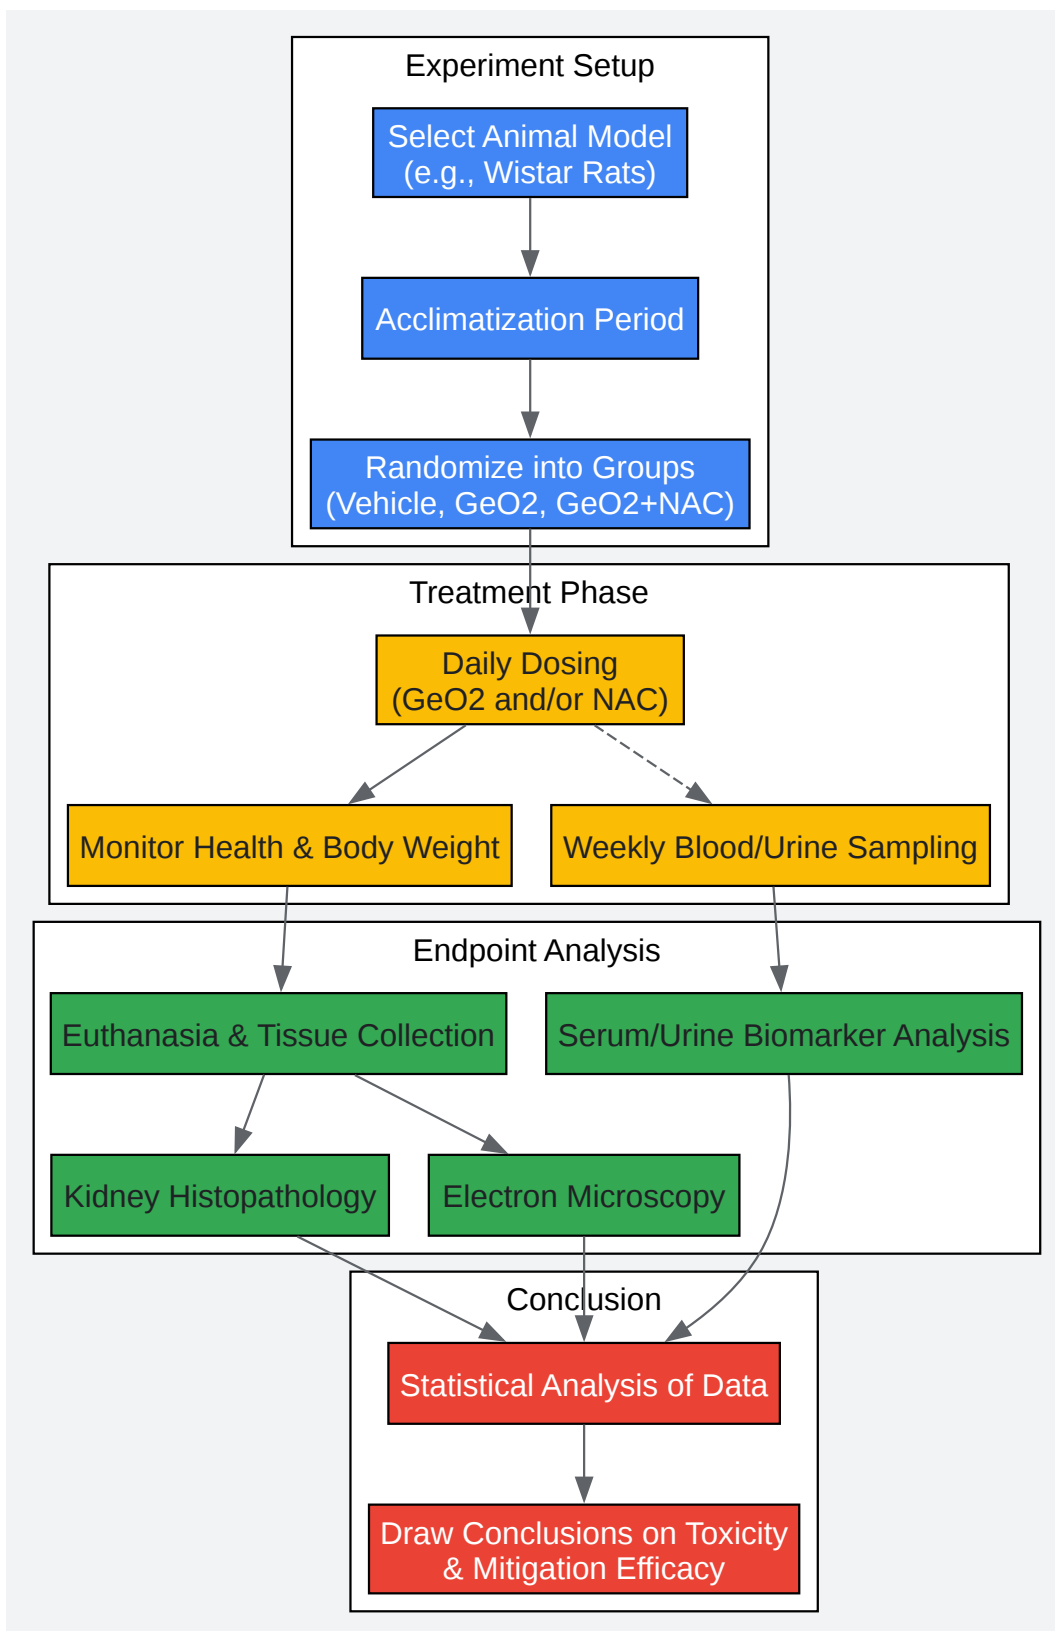 Experiment Setup
Select Animal Model
(e.g., Wistar Rats)
Acclimatization Period
Randomize into Groups
(Vehicle, GeO2, GeO2+NAC)
Treatment Phase
Daily Dosing
(GeO2 and/or NAC)
Monitor Health & Body Weight
Weekly Blood/Urine Sampling
Endpoint Analysis
Euthanasia & Tissue Collection
Serum/Urine Biomarker Analysis
Kidney Histopathology
Electron Microscopy
Conclusion
Statistical Analysis of Data
Draw Conclusions on Toxicity
& Mitigation Efficacy